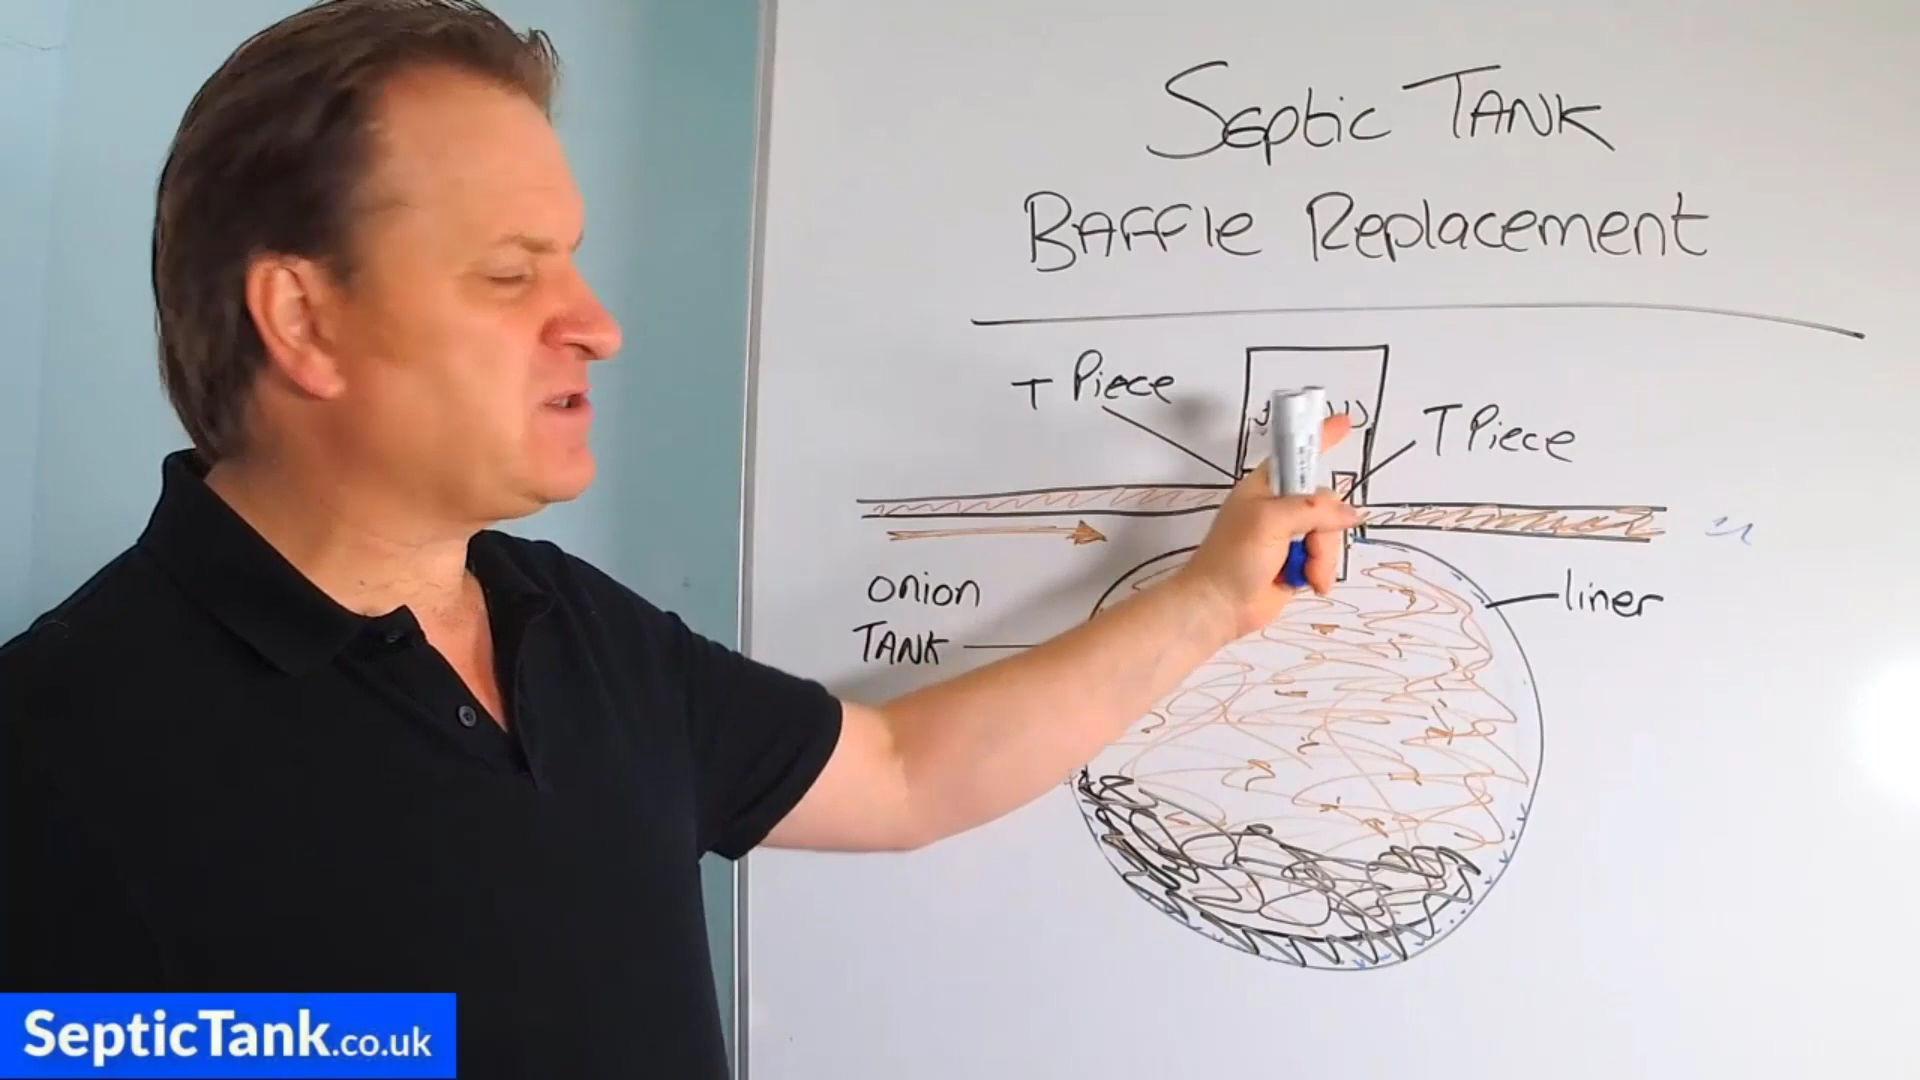 Septic TANK
BAFFle Replacement
T Piece
T Piece
onion
TANK
liner
SepticTank.co.uk